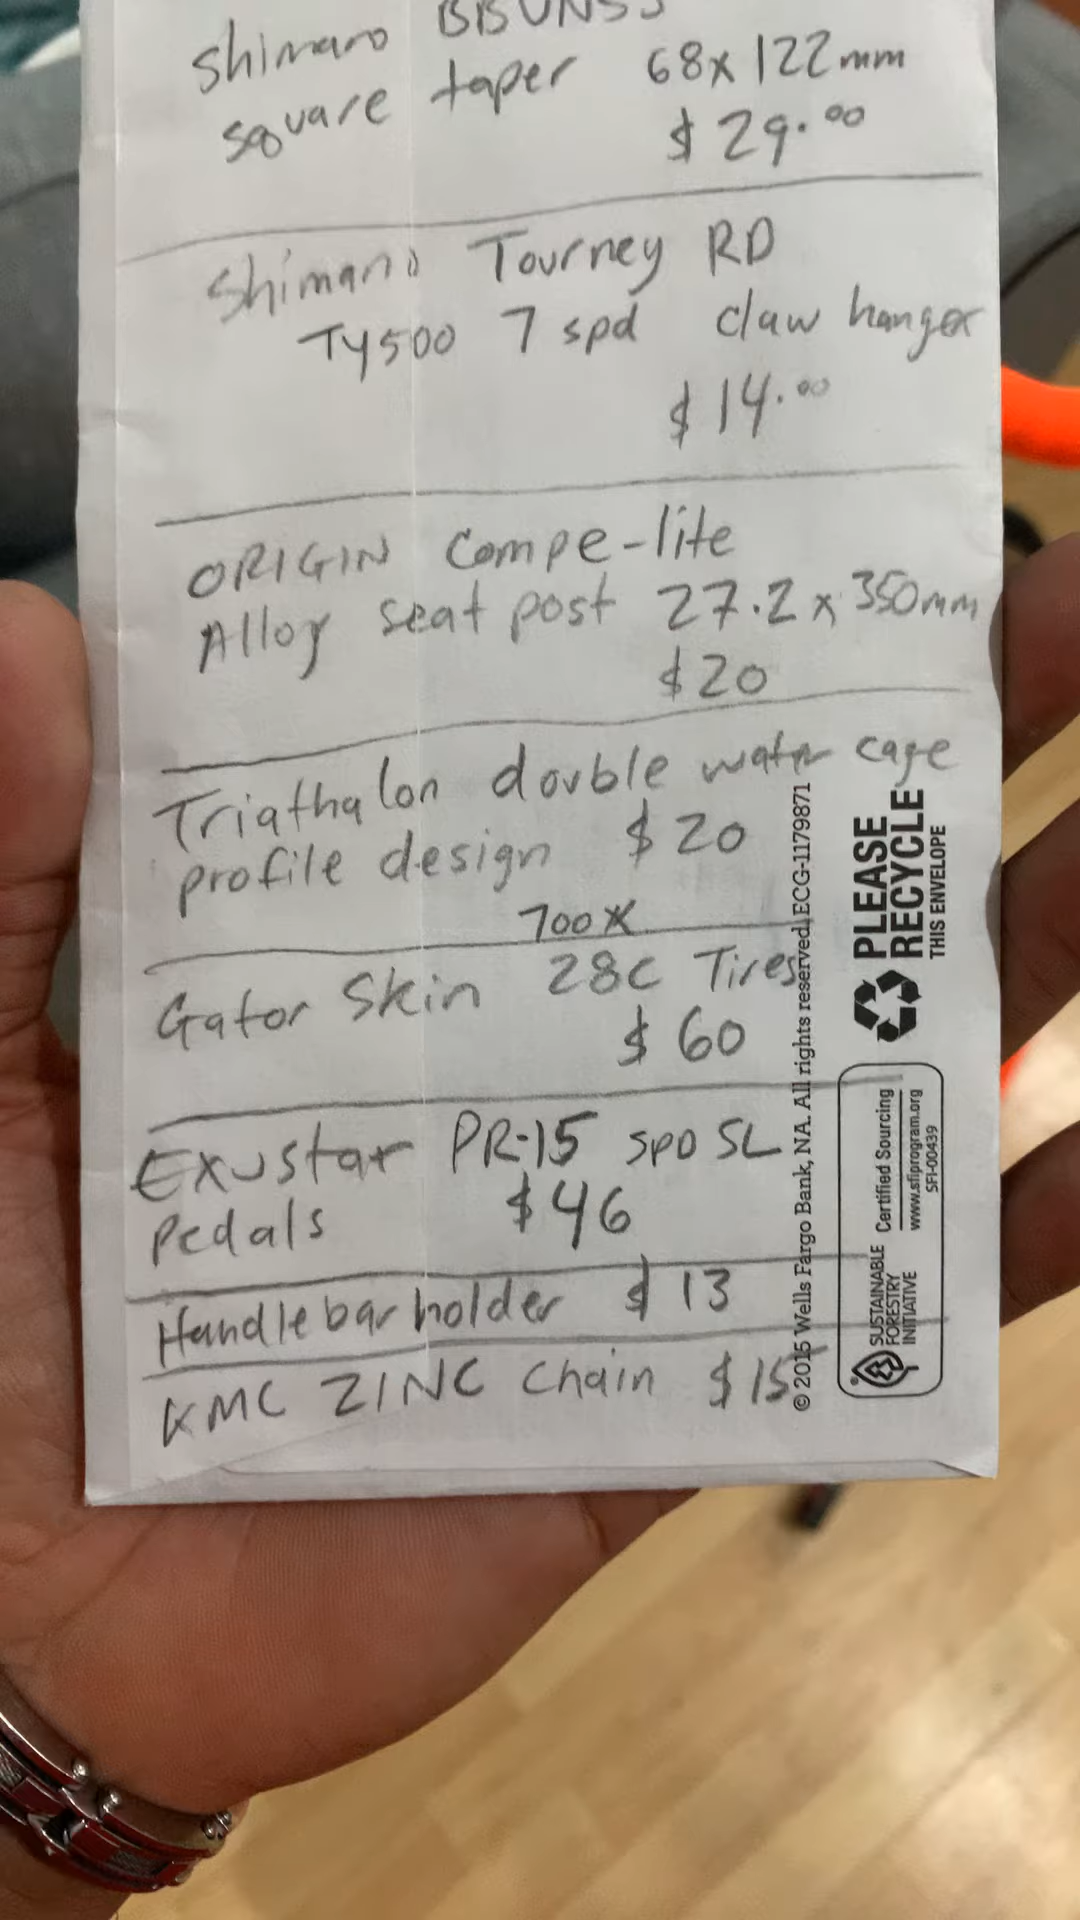 Shimano BBUN55
square taper 68x122mm
$29.00
Shimano Tourney RD
TY500 7 spd claw hanger
$14.00
ORIGIN Compe-lite
Alloy seat post 27.2 x 350mm
$20
Triathalon double water cage
profile design $20
700x
Gator Skin 28c Tires
$60
Exustar PR-15 SPD SL
Pedals $46
Handlebar holder $13
KMC ZINC Chain $15
© 2015 Wells Fargo Bank, NA. All rights reserved. ECG-1179871
PLEASE
RECYCLE
THIS ENVELOPE
SUSTAINABLE
FORESTRY
INITIATIVE
Certified Sourcing
www.sfiprogram.org
SFI-00439